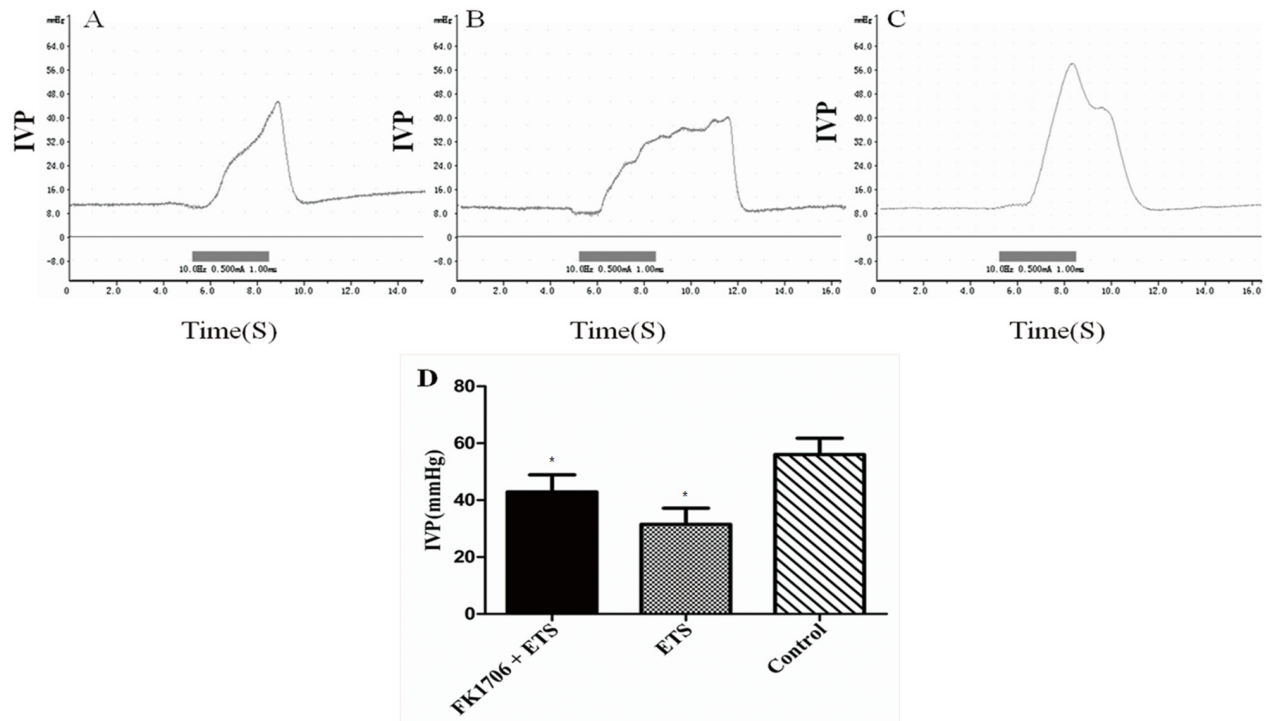 A
mmHg
64.0
56.0
48.0
40.0
32.0
24.0
16.0
8.0
0
-8.0
IVP
10.0Hz 0.500mA 1.00ms
0 2.0 4.0 6.0 8.0 10.0 12.0 14.0
Time(S)
B
mmHg
64.0
56.0
48.0
40.0
32.0
24.0
16.0
8.0
0
-8.0
IVP
10.0Hz 0.500mA 1.00ms
0 2.0 4.0 6.0 8.0 10.0 12.0 14.0 16.0
Time(S)
C
mmHg
64.0
56.0
48.0
40.0
32.0
24.0
16.0
8.0
0
-8.0
IVP
10.0Hz 0.500mA 1.00ms
0 2.0 4.0 6.0 8.0 10.0 12.0 14.0 16.0
Time(S)
D
80
60
40
20
0
IVP(mmHg)
* *
FK1706 + ETS
ETS
Control